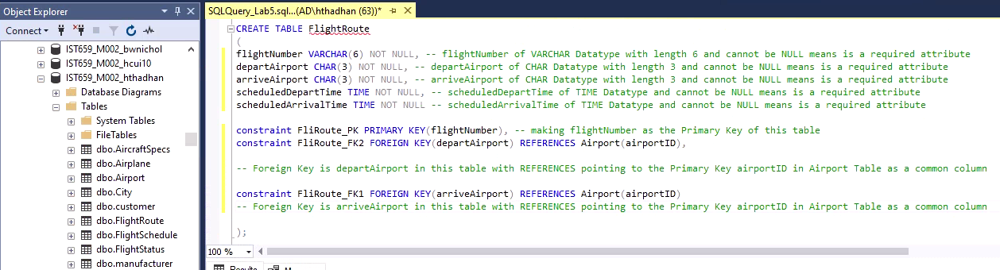 Object Explorer
Connect
IST659_M002_bwnichol
IST659_M002_hcui10
IST659_M002_hthadhan
Database Diagrams
Tables
System Tables
FileTables
dbo.AircraftSpecs
dbo.Airplane
dbo.Airport
dbo.City
dbo.customer
dbo.FlightRoute
dbo.FlightSchedule
dbo.FlightStatus
dbo.manufacturer
SQLQuery_Lab5.sql...(AD\hthadhan (63))*
CREATE TABLE FlightRoute
(
flightNumber VARCHAR(6) NOT NULL, -- flightNumber of VARCHAR Datatype with length 6 and cannot be NULL means is a required attribute
departAirport CHAR(3) NOT NULL, -- departAirport of CHAR Datatype with length 3 and cannot be NULL means is a required attribute
arriveAirport CHAR(3) NOT NULL, -- arriveAirport of CHAR Datatype with length 3 and cannot be NULL means is a required attribute
scheduledDepartTime TIME NOT NULL, -- scheduledDepartTime of TIME Datatype and cannot be NULL means is a required attribute
scheduledArrivalTime TIME NOT NULL -- scheduledArrivalTime of TIME Datatype and cannot be NULL means is a required attribute
constraint FliRoute_PK PRIMARY KEY(flightNumber), -- making flightNumber as the Primary Key of this table
constraint FliRoute_FK2 FOREIGN KEY(departAirport) REFERENCES Airport(airportID),
-- Foreign Key is departAirport in this table with REFERENCES pointing to the Primary Key airportID in Airport Table as a common column
constraint FliRoute_FK1 FOREIGN KEY(arriveAirport) REFERENCES Airport(airportID)
-- Foreign Key is arriveAirport in this table with REFERENCES pointing to the Primary Key airportID in Airport Table as a common column
);
100 %
Results